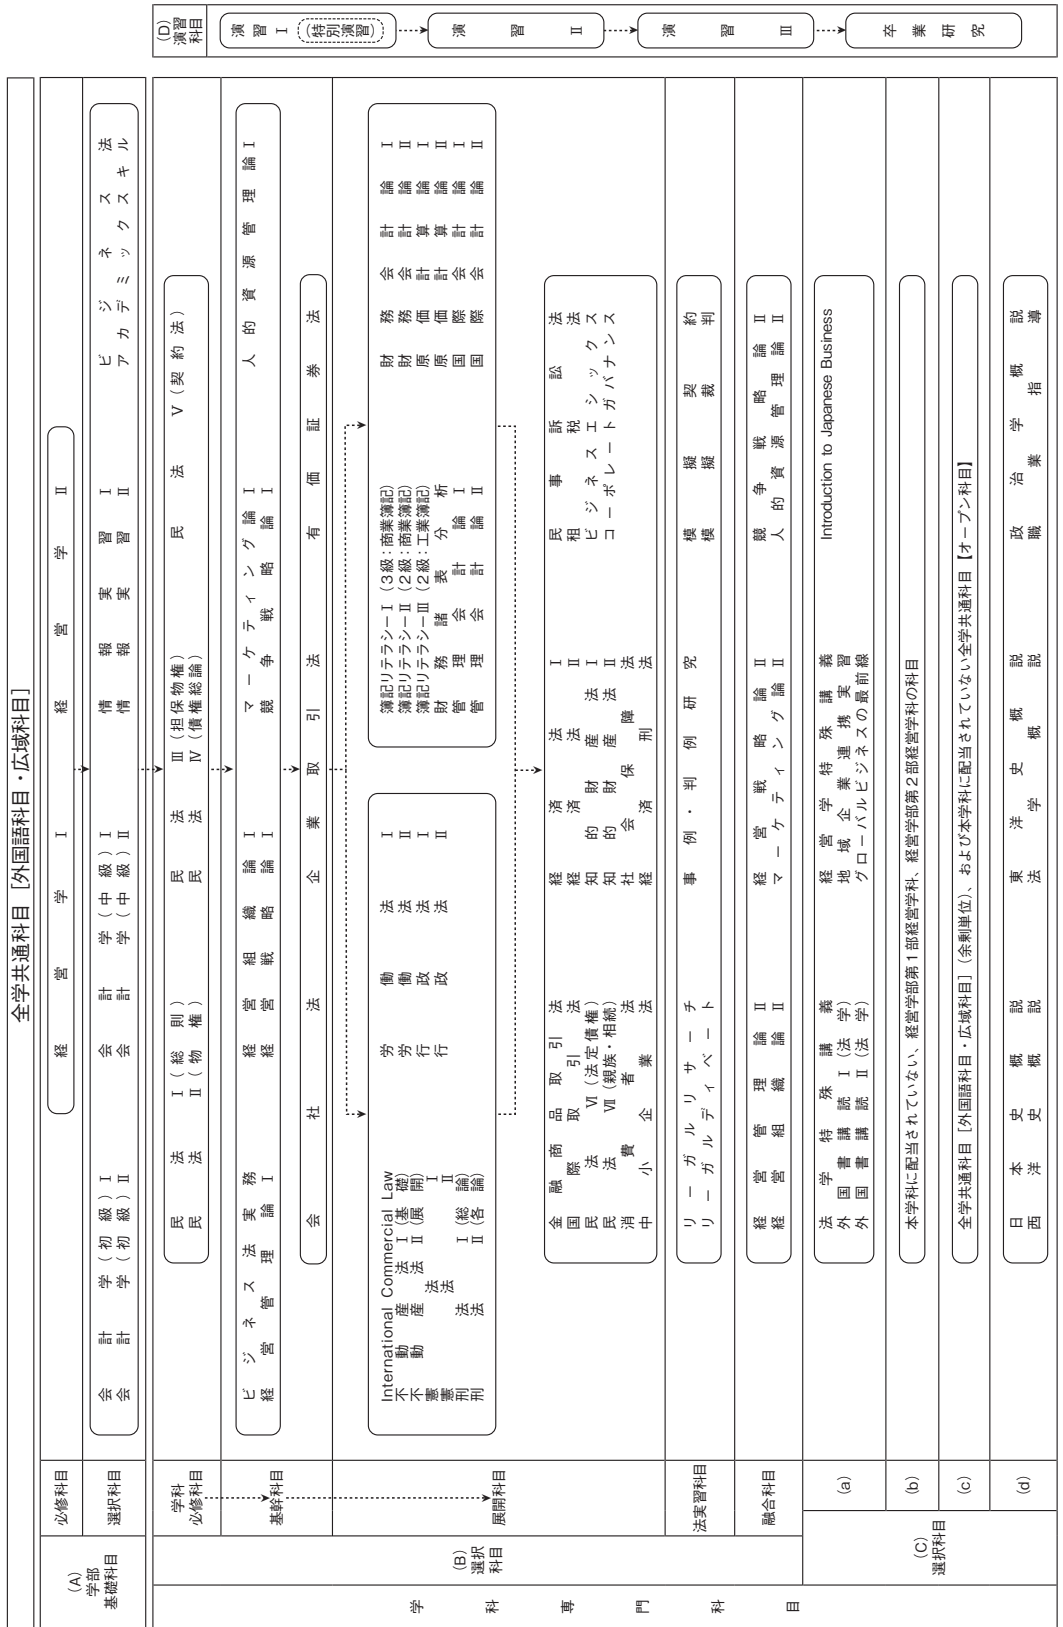 全学共通科目 [外国語科目・広域科目]
(A)
学部
基礎科目
必修科目
経営学Ⅰ 経営学Ⅱ
選択科目
会計学(初級)Ⅰ 会計学(中級)Ⅰ 情報実習Ⅰ ビジネス法
会計学(初級)Ⅱ 会計学(中級)Ⅱ 情報実習Ⅱ アカデミックスキル
学科専門科目
(B)
選択
科目
学科
必修科目
民法Ⅰ(総則) 民法Ⅲ(担保物権) 民法Ⅴ(契約法)
民法Ⅱ(物権) 民法Ⅳ(債権総論)
基幹科目
ビジネス法実務 経営組織論Ⅰ マーケティング論Ⅰ 人的資源管理論Ⅰ
経営管理論Ⅰ 経営戦略論Ⅰ 競争戦略論Ⅰ
会社法 企業取引法 有価証券法
展開科目
International Commercial Law 労働法Ⅰ
不動産法Ⅰ(基礎) 労働法Ⅱ
不動産法Ⅱ(展開) 行政法Ⅰ
憲法Ⅰ 行政法Ⅱ
憲法Ⅱ
刑法Ⅰ(総論)
刑法Ⅱ(各論)
簿記リテラシーⅠ(3級:商業簿記) 財務会計論Ⅰ
簿記リテラシーⅡ(2級:商業簿記) 財務会計論Ⅱ
簿記リテラシーⅢ(2級:工業簿記) 原価計算論Ⅰ
財務諸表分析 原価計算論Ⅱ
管理会計論Ⅰ 国際会計論Ⅰ
管理会計論Ⅱ 国際会計論Ⅱ
金融商品取引法 経済法Ⅰ 民事訴訟法
国際取引法 経済法Ⅱ 租税法
民法Ⅵ(法定債権) 知的財産法Ⅰ ビジネスエシックス
民法Ⅶ(親族・相続) 知的財産法Ⅱ コーポレートガバナンス
消費者法 社会保障法
中小企業法 経済刑法
法実習科目
リーガルリサーチ 事例・判例研究 模擬契約
リーガルディベート 模擬裁判
融合科目
経営管理論Ⅱ 経営戦略論Ⅱ 競争戦略論Ⅱ
経営組織論Ⅱ マーケティング論Ⅱ 人的資源管理論Ⅱ
(C)
選択科目
(a)
法学特殊講義 経営学特殊講義 Introduction to Japanese Business
外国書講読Ⅰ(法学) 地域企業連携実習
外国書講読Ⅱ(法学) グローバルビジネスの最前線
(b)
本学科に配当されていない、経営学部第1部経営学科、経営学部第2部経営学科の科目
(c)
全学共通科目 [外国語科目・広域科目] (余剰単位)、および本学科に配当されていない全学共通科目【オープン科目】
(d)
日本史概説 東洋史概説 政治学概説
西洋史概説 法学概説 職業指導
(D)
演習
科目
演習Ⅰ
(特別演習)
演習Ⅱ
演習Ⅲ
卒業研究